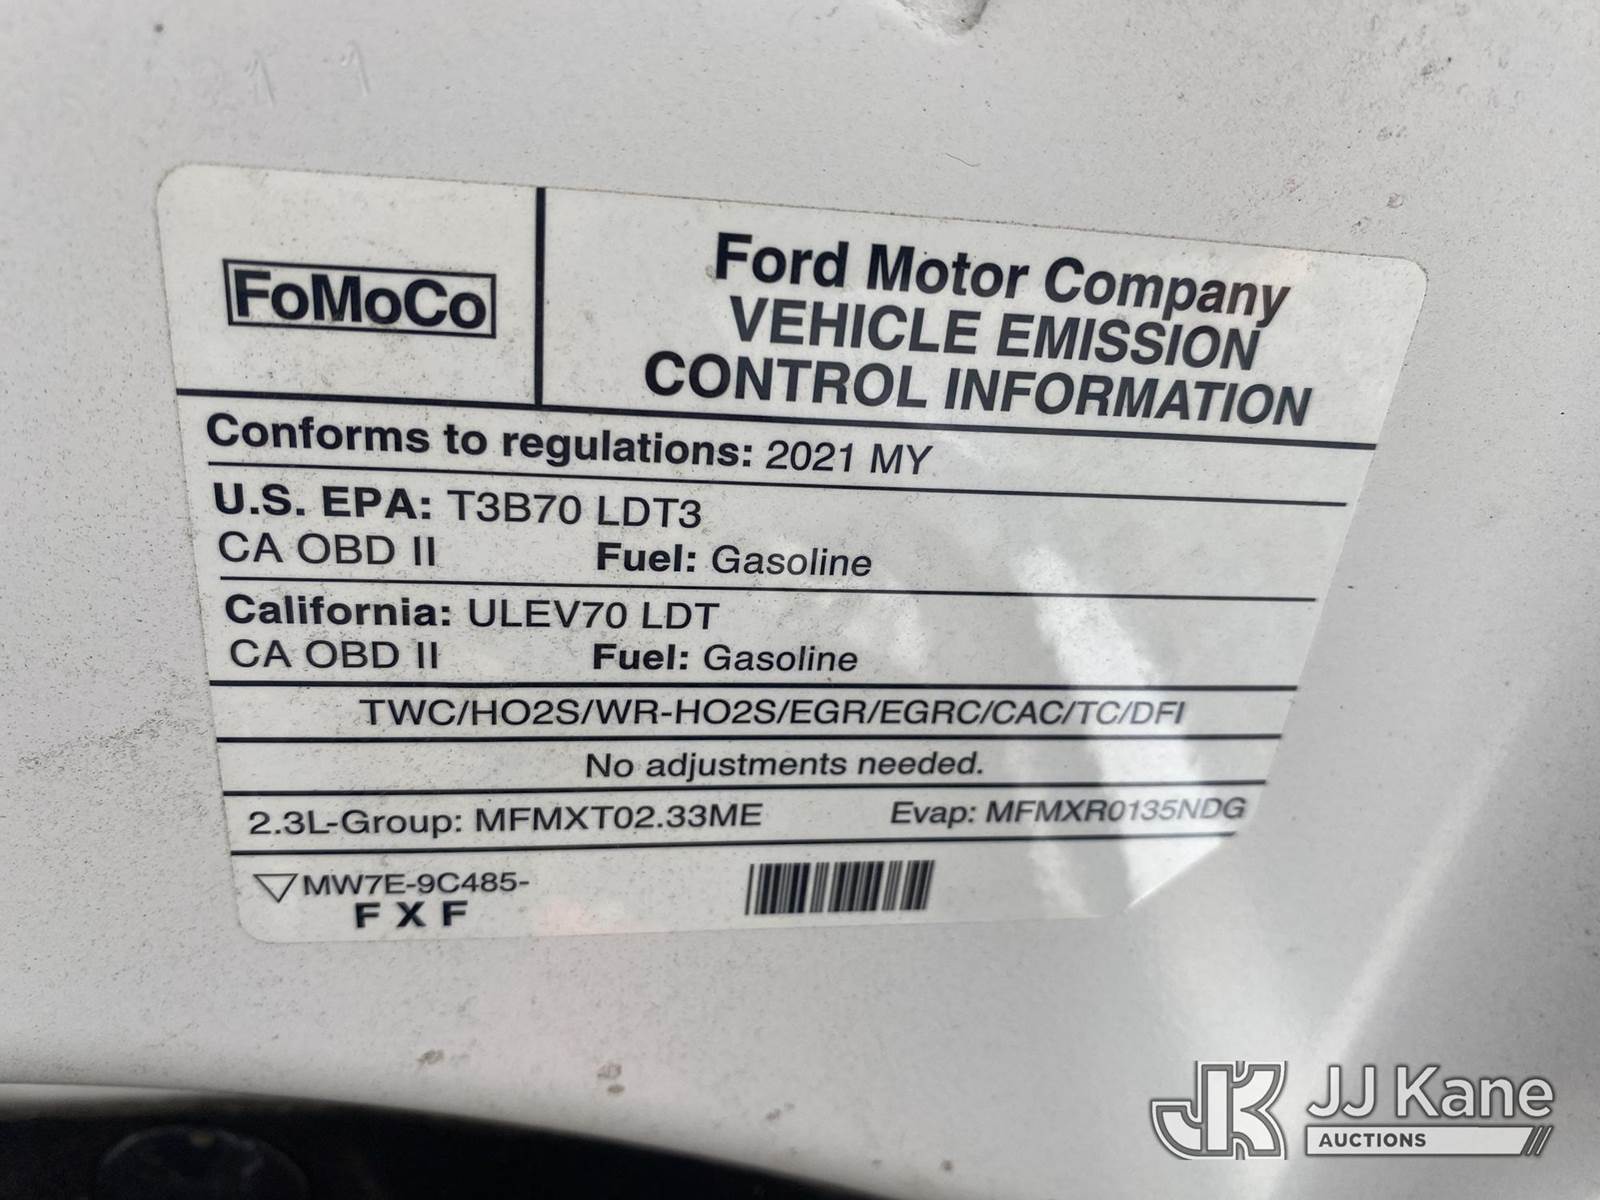 FoMoCo
Ford Motor Company
VEHICLE EMISSION
CONTROL INFORMATION
Conforms to regulations: 2021 MY
U.S. EPA: T3B70 LDT3
CA OBD II Fuel: Gasoline
California: ULEV70 LDT
CA OBD II Fuel: Gasoline
TWC/HO2S/WR-HO2S/EGR/EGRC/CAC/TC/DFI
No adjustments needed.
2.3L-Group: MFMXT02.33ME Evap: MFMXR0135NDG
MW7E-9C485-
F X F
JK JJ Kane
AUCTIONS